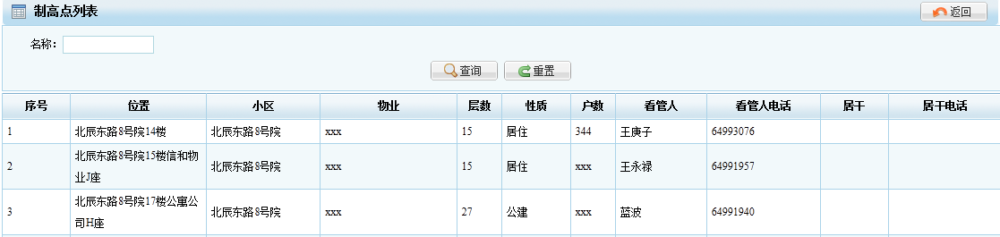 制高点列表 返回
名称：
查询 重置
序号 位置 小区 物业 层数 性质 户数 看管人 看管人电话 居干 居干电话
1 北辰东路8号院14楼 北辰东路8号院 xxx 15 居住 344 王庚子 64993076
2 北辰东路8号院15楼信和物 北辰东路8号院 xxx 15 居住 xxx 王永禄 64991957
业J座
3 北辰东路8号院17楼公寓公 北辰东路8号院 xxx 27 公建 xxx 蓝波 64991940
司H座